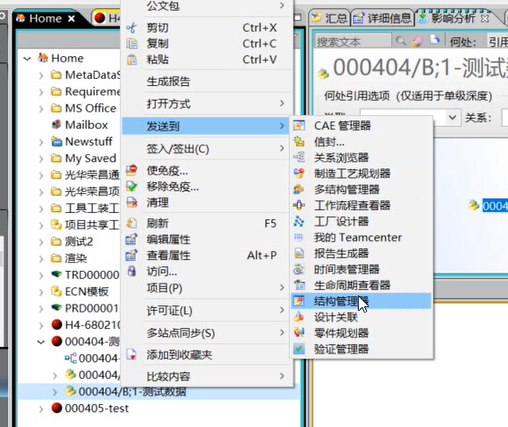 公文包
剪切 Ctrl+X
复制 Ctrl+C
粘贴 Ctrl+V
生成报告
打开方式
发送到
签入/签出(C)
使免疫...
移除免疫...
清理
刷新 F5
编辑属性
查看属性 Alt+P
访问...
项目(P)
许可证(L)
多站点同步(S)
添加到收藏夹
比较内容
CAE 管理器
信封...
关系浏览器
制造工艺规划器
多结构管理器
工作流程查看器
工厂设计器
我的 Teamcenter
报告生成器
时间表管理器
生命周期查看器
结构管理器
设计关联
零件规划器
验证管理器
Home
H4
Home
MetaDataS
Requireme
MS Office
Mailbox
Newstuff
My Saved
光华荣昌通
光华荣昌项
工具工装工
项目共享工
测试2
渲染
TRD00000
ECN模板
PRD00001
H4-680210
000404-测
000404-
000404/
000404/B;1-测试数据
000405-test
汇总
详细信息
影响分析
搜索文本
何处:
引用
000404/B;1-测试数
何处引用选项 (仅适用于单级深度)
关系:
0004